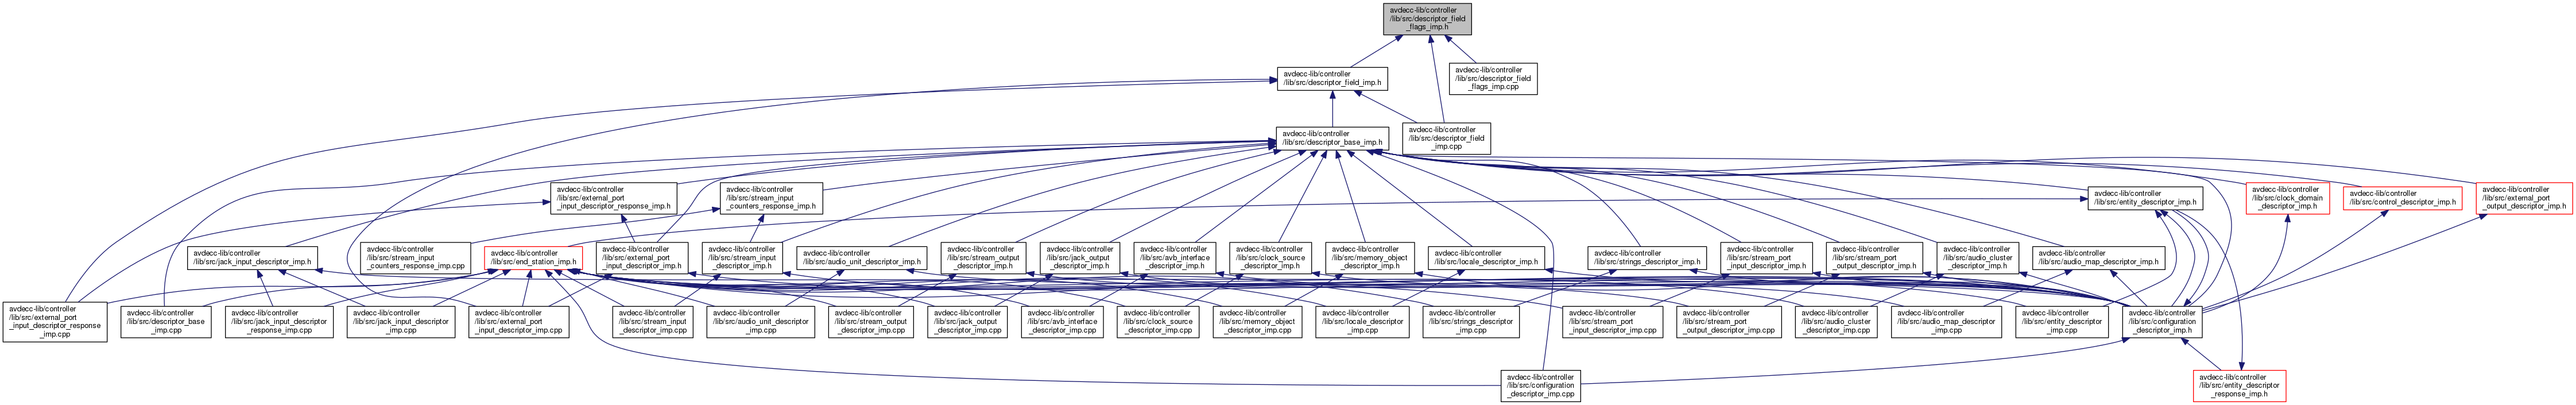 avdecc-lib/controller
/lib/src/descriptor_field
_flags_imp.h
avdecc-lib/controller
/lib/src/descriptor_field_imp.h
avdecc-lib/controller
/lib/src/descriptor_field
_flags_imp.cpp
avdecc-lib/controller
/lib/src/descriptor_base_imp.h
avdecc-lib/controller
/lib/src/descriptor_field
_imp.cpp
avdecc-lib/controller
/lib/src/external_port
_input_descriptor_response_imp.h
avdecc-lib/controller
/lib/src/stream_input
_counters_response_imp.h
avdecc-lib/controller
/lib/src/entity_descriptor_imp.h
avdecc-lib/controller
/lib/src/clock_domain
_descriptor_imp.h
avdecc-lib/controller
/lib/src/control_descriptor_imp.h
avdecc-lib/controller
/lib/src/external_port
_output_descriptor_imp.h
avdecc-lib/controller
/lib/src/jack_input_descriptor_imp.h
avdecc-lib/controller
/lib/src/stream_input
_counters_response_imp.cpp
avdecc-lib/controller
/lib/src/end_station_imp.h
avdecc-lib/controller
/lib/src/external_port
_input_descriptor_imp.h
avdecc-lib/controller
/lib/src/stream_input
_descriptor_imp.h
avdecc-lib/controller
/lib/src/audio_unit_descriptor_imp.h
avdecc-lib/controller
/lib/src/stream_output
_descriptor_imp.h
avdecc-lib/controller
/lib/src/jack_output
_descriptor_imp.h
avdecc-lib/controller
/lib/src/avb_interface
_descriptor_imp.h
avdecc-lib/controller
/lib/src/clock_source
_descriptor_imp.h
avdecc-lib/controller
/lib/src/memory_object
_descriptor_imp.h
avdecc-lib/controller
/lib/src/locale_descriptor_imp.h
avdecc-lib/controller
/lib/src/strings_descriptor_imp.h
avdecc-lib/controller
/lib/src/stream_port
_input_descriptor_imp.h
avdecc-lib/controller
/lib/src/stream_port
_output_descriptor_imp.h
avdecc-lib/controller
/lib/src/audio_cluster
_descriptor_imp.h
avdecc-lib/controller
/lib/src/audio_map_descriptor_imp.h
avdecc-lib/controller
/lib/src/external_port
_input_descriptor_response
_imp.cpp
avdecc-lib/controller
/lib/src/descriptor_base
_imp.cpp
avdecc-lib/controller
/lib/src/jack_input_descriptor
_response_imp.cpp
avdecc-lib/controller
/lib/src/jack_input_descriptor
_imp.cpp
avdecc-lib/controller
/lib/src/external_port
_input_descriptor_imp.cpp
avdecc-lib/controller
/lib/src/stream_input
_descriptor_imp.cpp
avdecc-lib/controller
/lib/src/audio_unit_descriptor
_imp.cpp
avdecc-lib/controller
/lib/src/stream_output
_descriptor_imp.cpp
avdecc-lib/controller
/lib/src/jack_output
_descriptor_imp.cpp
avdecc-lib/controller
/lib/src/avb_interface
_descriptor_imp.cpp
avdecc-lib/controller
/lib/src/clock_source
_descriptor_imp.cpp
avdecc-lib/controller
/lib/src/memory_object
_descriptor_imp.cpp
avdecc-lib/controller
/lib/src/locale_descriptor
_imp.cpp
avdecc-lib/controller
/lib/src/strings_descriptor
_imp.cpp
avdecc-lib/controller
/lib/src/stream_port
_input_descriptor_imp.cpp
avdecc-lib/controller
/lib/src/stream_port
_output_descriptor_imp.cpp
avdecc-lib/controller
/lib/src/audio_cluster
_descriptor_imp.cpp
avdecc-lib/controller
/lib/src/audio_map_descriptor
_imp.cpp
avdecc-lib/controller
/lib/src/entity_descriptor
_imp.cpp
avdecc-lib/controller
/lib/src/configuration
_descriptor_imp.h
avdecc-lib/controller
/lib/src/configuration
_descriptor_imp.cpp
avdecc-lib/controller
/lib/src/entity_descriptor
_response_imp.h